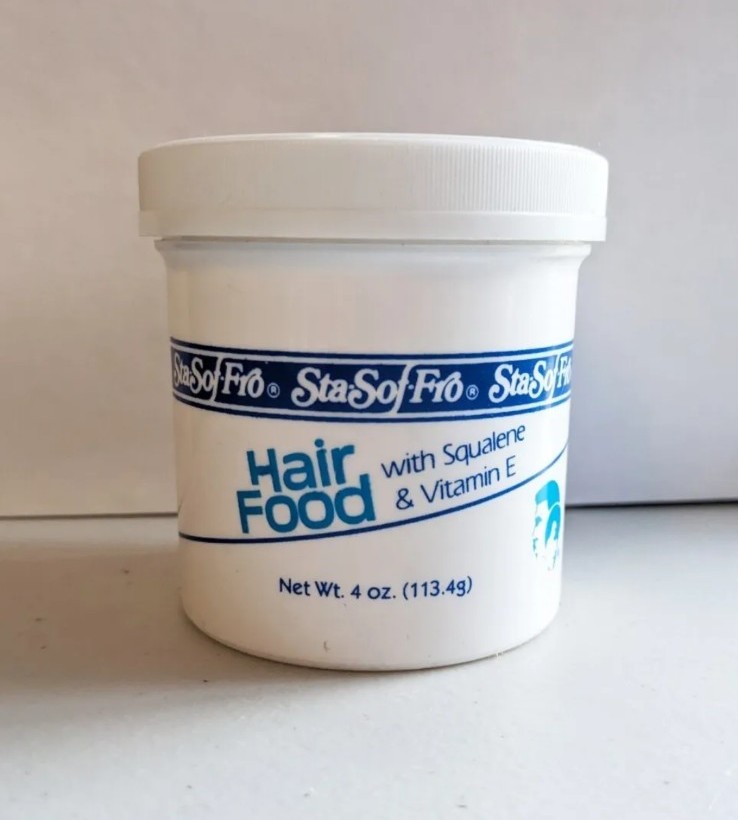 Sta-Sof-Fro® Sta-Sof-Fro® Sta-Sof-Fro
Hair Food
with Squalene
& Vitamin E
Net Wt. 4 oz. (113.4g)